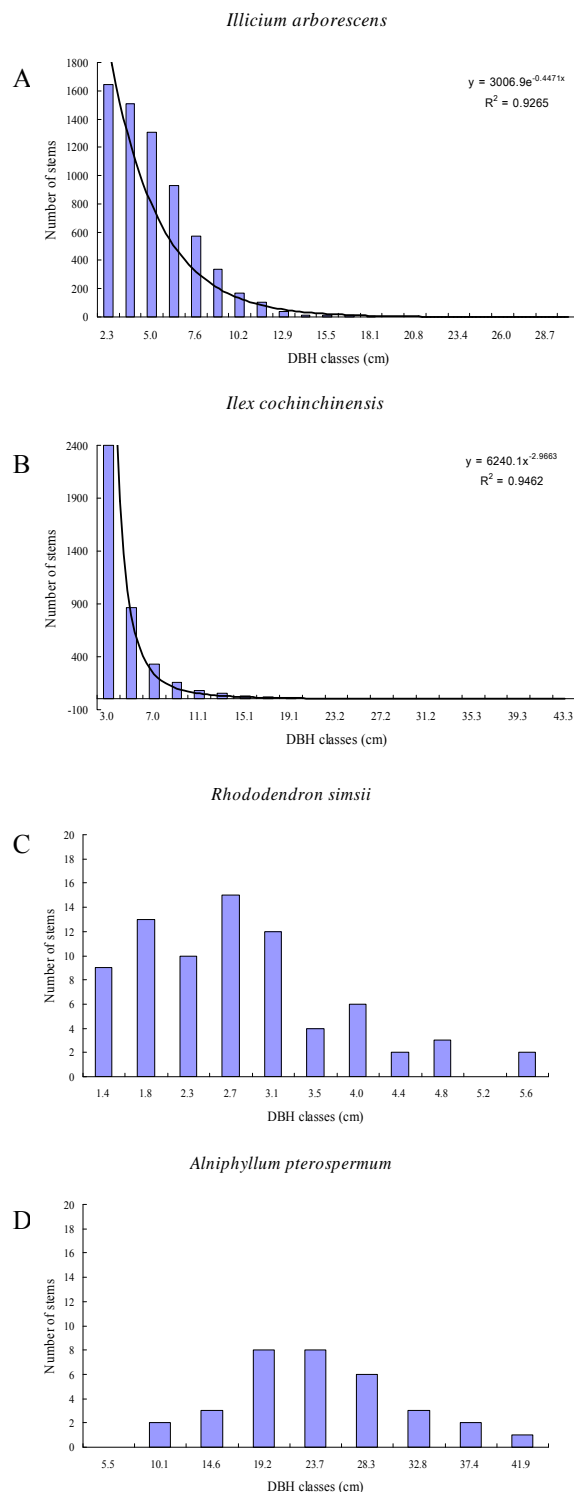 Illicium arborescens
A
y = 3006.9e-0.4471x
R2 = 0.9265
1800
1600
1400
1200
1000
800
600
400
200
0
Number of stems
2.3 5.0 7.6 10.2 12.9 15.5 18.1 20.8 23.4 26.0 28.7
DBH classes (cm)
Ilex cochinchinensis
B
y = 6240.1x-2.9663
R2 = 0.9462
2400
1900
1400
900
400
-100
Number of stems
3.0 7.0 11.1 15.1 19.1 23.2 27.2 31.2 35.3 39.3 43.3
DBH classes (cm)
Rhododendron simsii
C
20
18
16
14
12
10
8
6
4
2
0
Number of stems
1.4 1.8 2.3 2.7 3.1 3.5 4.0 4.4 4.8 5.2 5.6
DBH classes (cm)
Alniphyllum pterospermum
D
20
18
16
14
12
10
8
6
4
2
0
Number of stems
5.5 10.1 14.6 19.2 23.7 28.3 32.8 37.4 41.9
DBH classes (cm)